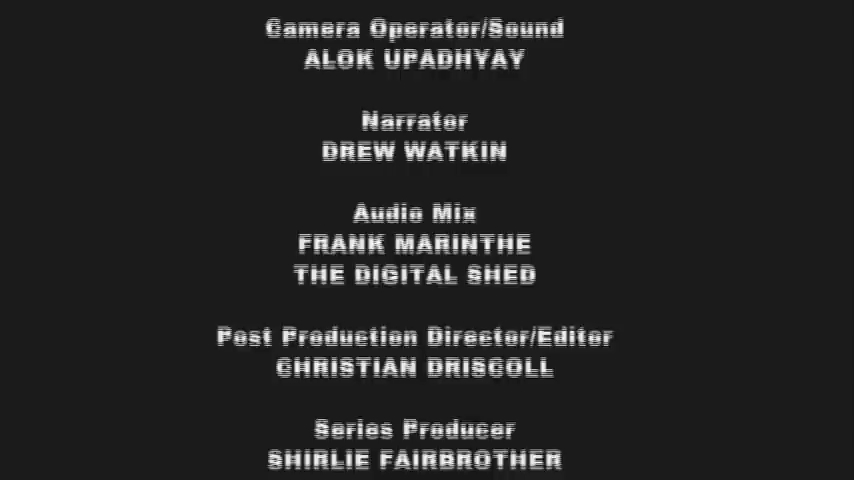 Camera Operator/Sound
ALOK UPADHYAY
Narrator
DREW WATKIN
Audio Mix
FRANK MARINTHE
THE DIGITAL SHED
Post Production Director/Editor
CHRISTIAN DRISCOLL
Series Producer
SHIRLIE FAIRBROTHER